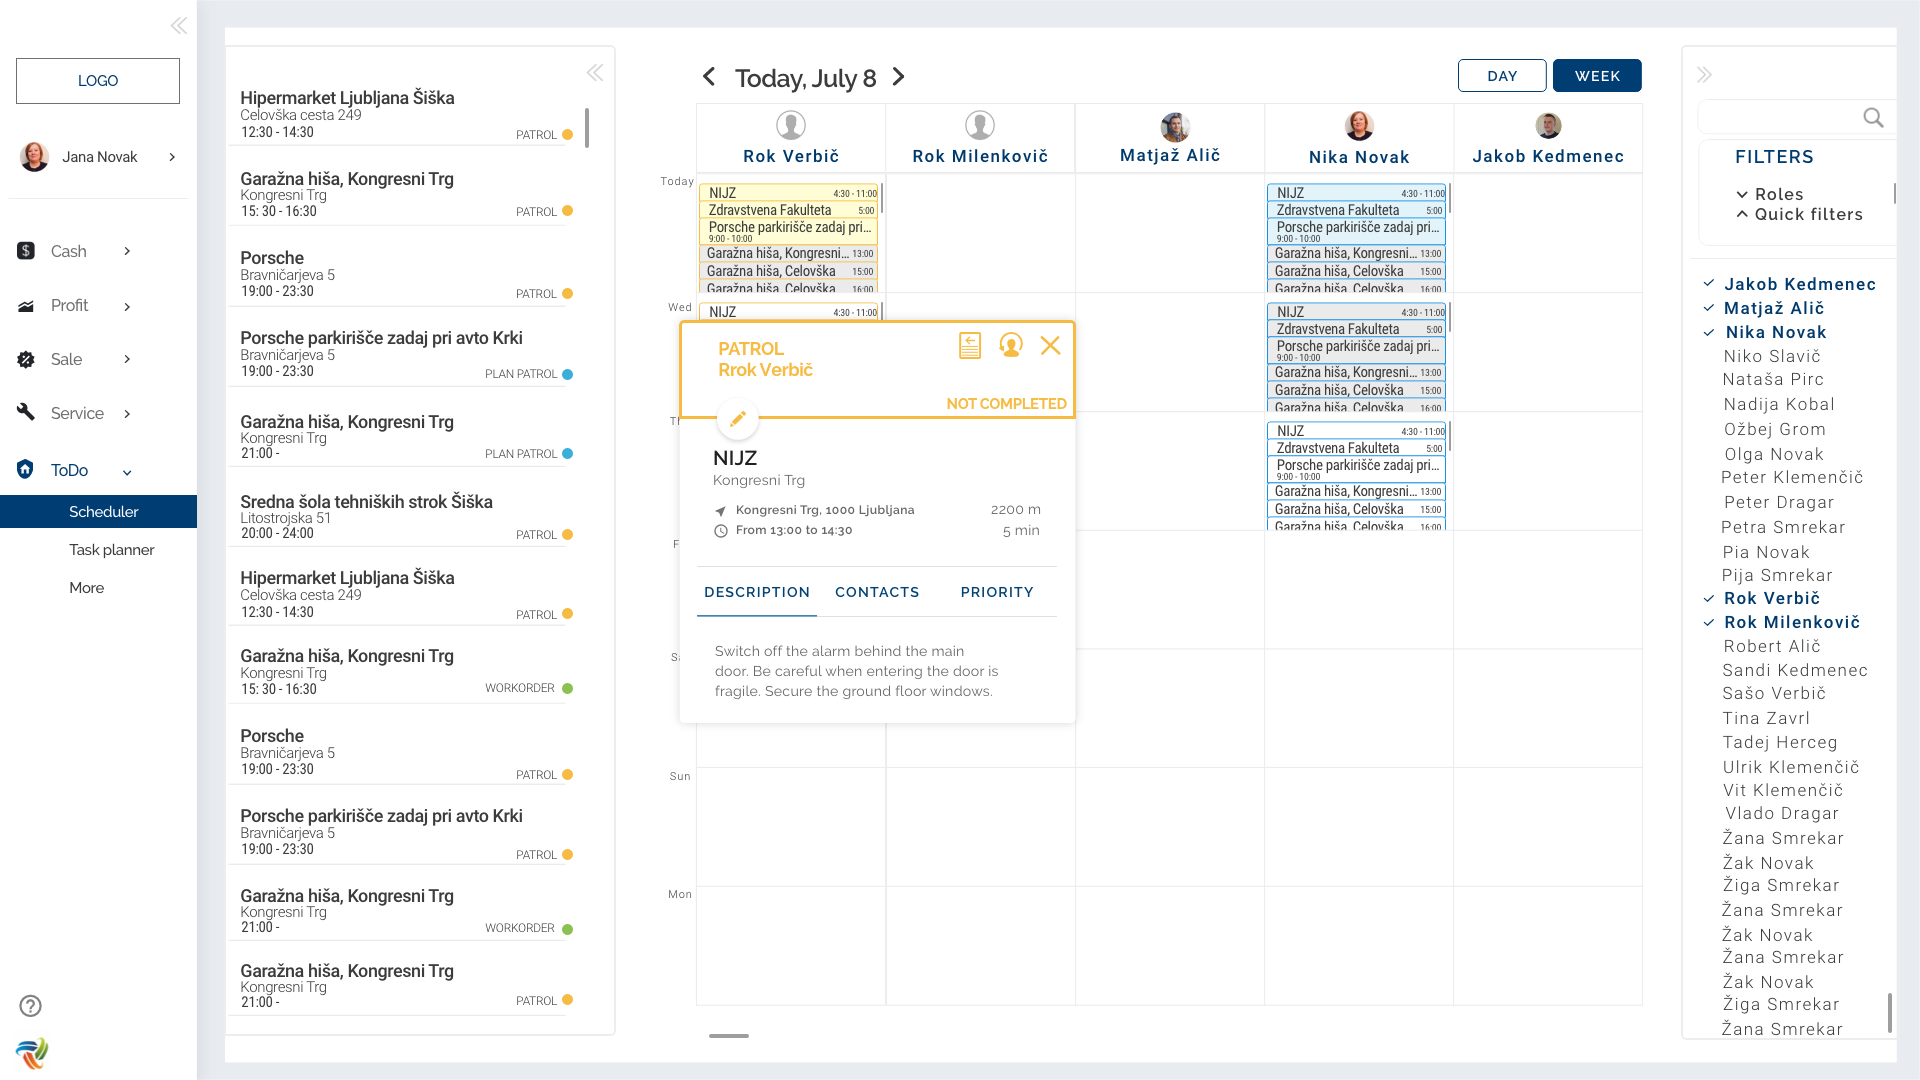 LOGO
Jana Novak
Cash
Profit
Sale
Service
ToDo
Scheduler
Task planner
More
Hipermarket Ljubljana Šiška
Celovška cesta 249
12:30 - 14:30
PATROL
Garažna hiša, Kongresni Trg
Kongresni Trg
15: 30 - 16:30
PATROL
Porsche
Bravničarjeva 5
19:00 - 23:30
PATROL
Porsche parkirišče zadaj pri avto Krki
Bravničarjeva 5
19:00 - 23:30
PLAN PATROL
Garažna hiša, Kongresni Trg
Kongresni Trg
21:00 -
PLAN PATROL
Sredna šola tehniških strok Šiška
Litostrojska 51
20:00 - 24:00
PATROL
Hipermarket Ljubljana Šiška
Celovška cesta 249
12:30 - 14:30
PATROL
Garažna hiša, Kongresni Trg
Kongresni Trg
15: 30 - 16:30
WORKORDER
Porsche
Bravničarjeva 5
19:00 - 23:30
PATROL
Porsche parkirišče zadaj pri avto Krki
Bravničarjeva 5
19:00 - 23:30
PATROL
Garažna hiša, Kongresni Trg
Kongresni Trg
21:00 -
WORKORDER
Garažna hiša, Kongresni Trg
Kongresni Trg
21:00 -
PATROL
Today, July 8
DAY
WEEK
Rok Verbič
Rok Milenkovič
Matjaž Alič
Nika Novak
Jakob Kedmenec
Today
NIJZ 4:30 - 11:00
Zdravstvena Fakulteta 5:00
Porsche parkirišče zadaj pri...
9:00 - 10:00
Garažna hiša, Kongresni... 13:00
Garažna hiša, Celovška 15:00
Garažna hiša, Celovška 16:00
NIJZ 4:30 - 11:00
Zdravstvena Fakulteta 5:00
Porsche parkirišče zadaj pri...
9:00 - 10:00
Garažna hiša, Kongresni... 13:00
Garažna hiša, Celovška 15:00
Garažna hiša, Celovška 16:00
Wed
NIJZ 4:30 - 11:00
NIJZ 4:30 - 11:00
Zdravstvena Fakulteta 5:00
Porsche parkirišče zadaj pri...
9:00 - 10:00
Garažna hiša, Kongresni... 13:00
Garažna hiša, Celovška 15:00
Garažna hiša, Celovška 16:00
NIJZ 4:30 - 11:00
Zdravstvena Fakulteta 5:00
Porsche parkirišče zadaj pri...
9:00 - 10:00
Garažna hiša, Kongresni... 13:00
Garažna hiša, Celovška 15:00
Garažna hiša, Celovška 16:00
Sun
Mon
PATROL
Rrok Verbič
NOT COMPLETED
NIJZ
Kongresni Trg
Kongresni Trg, 1000 Ljubljana 2200 m
From 13:00 to 14:30 5 min
DESCRIPTION CONTACTS PRIORITY
Switch off the alarm behind the main
door. Be careful when entering the door is
fragile. Secure the ground floor windows.
FILTERS
Roles
Quick filters
Jakob Kedmenec
Matjaž Alič
Nika Novak
Niko Slavič
Nataša Pirc
Nadija Kobal
Ožbej Grom
Olga Novak
Peter Klemenčič
Peter Dragar
Petra Smrekar
Pia Novak
Pija Smrekar
Rok Verbič
Rok Milenkovič
Robert Alič
Sandi Kedmenec
Sašo Verbič
Tina Zavrl
Tadej Herceg
Ulrik Klemenčič
Vit Klemenčič
Vlado Dragar
Žana Smrekar
Žak Novak
Žiga Smrekar
Žana Smrekar
Žak Novak
Žana Smrekar
Žak Novak
Žiga Smrekar
Žana Smrekar